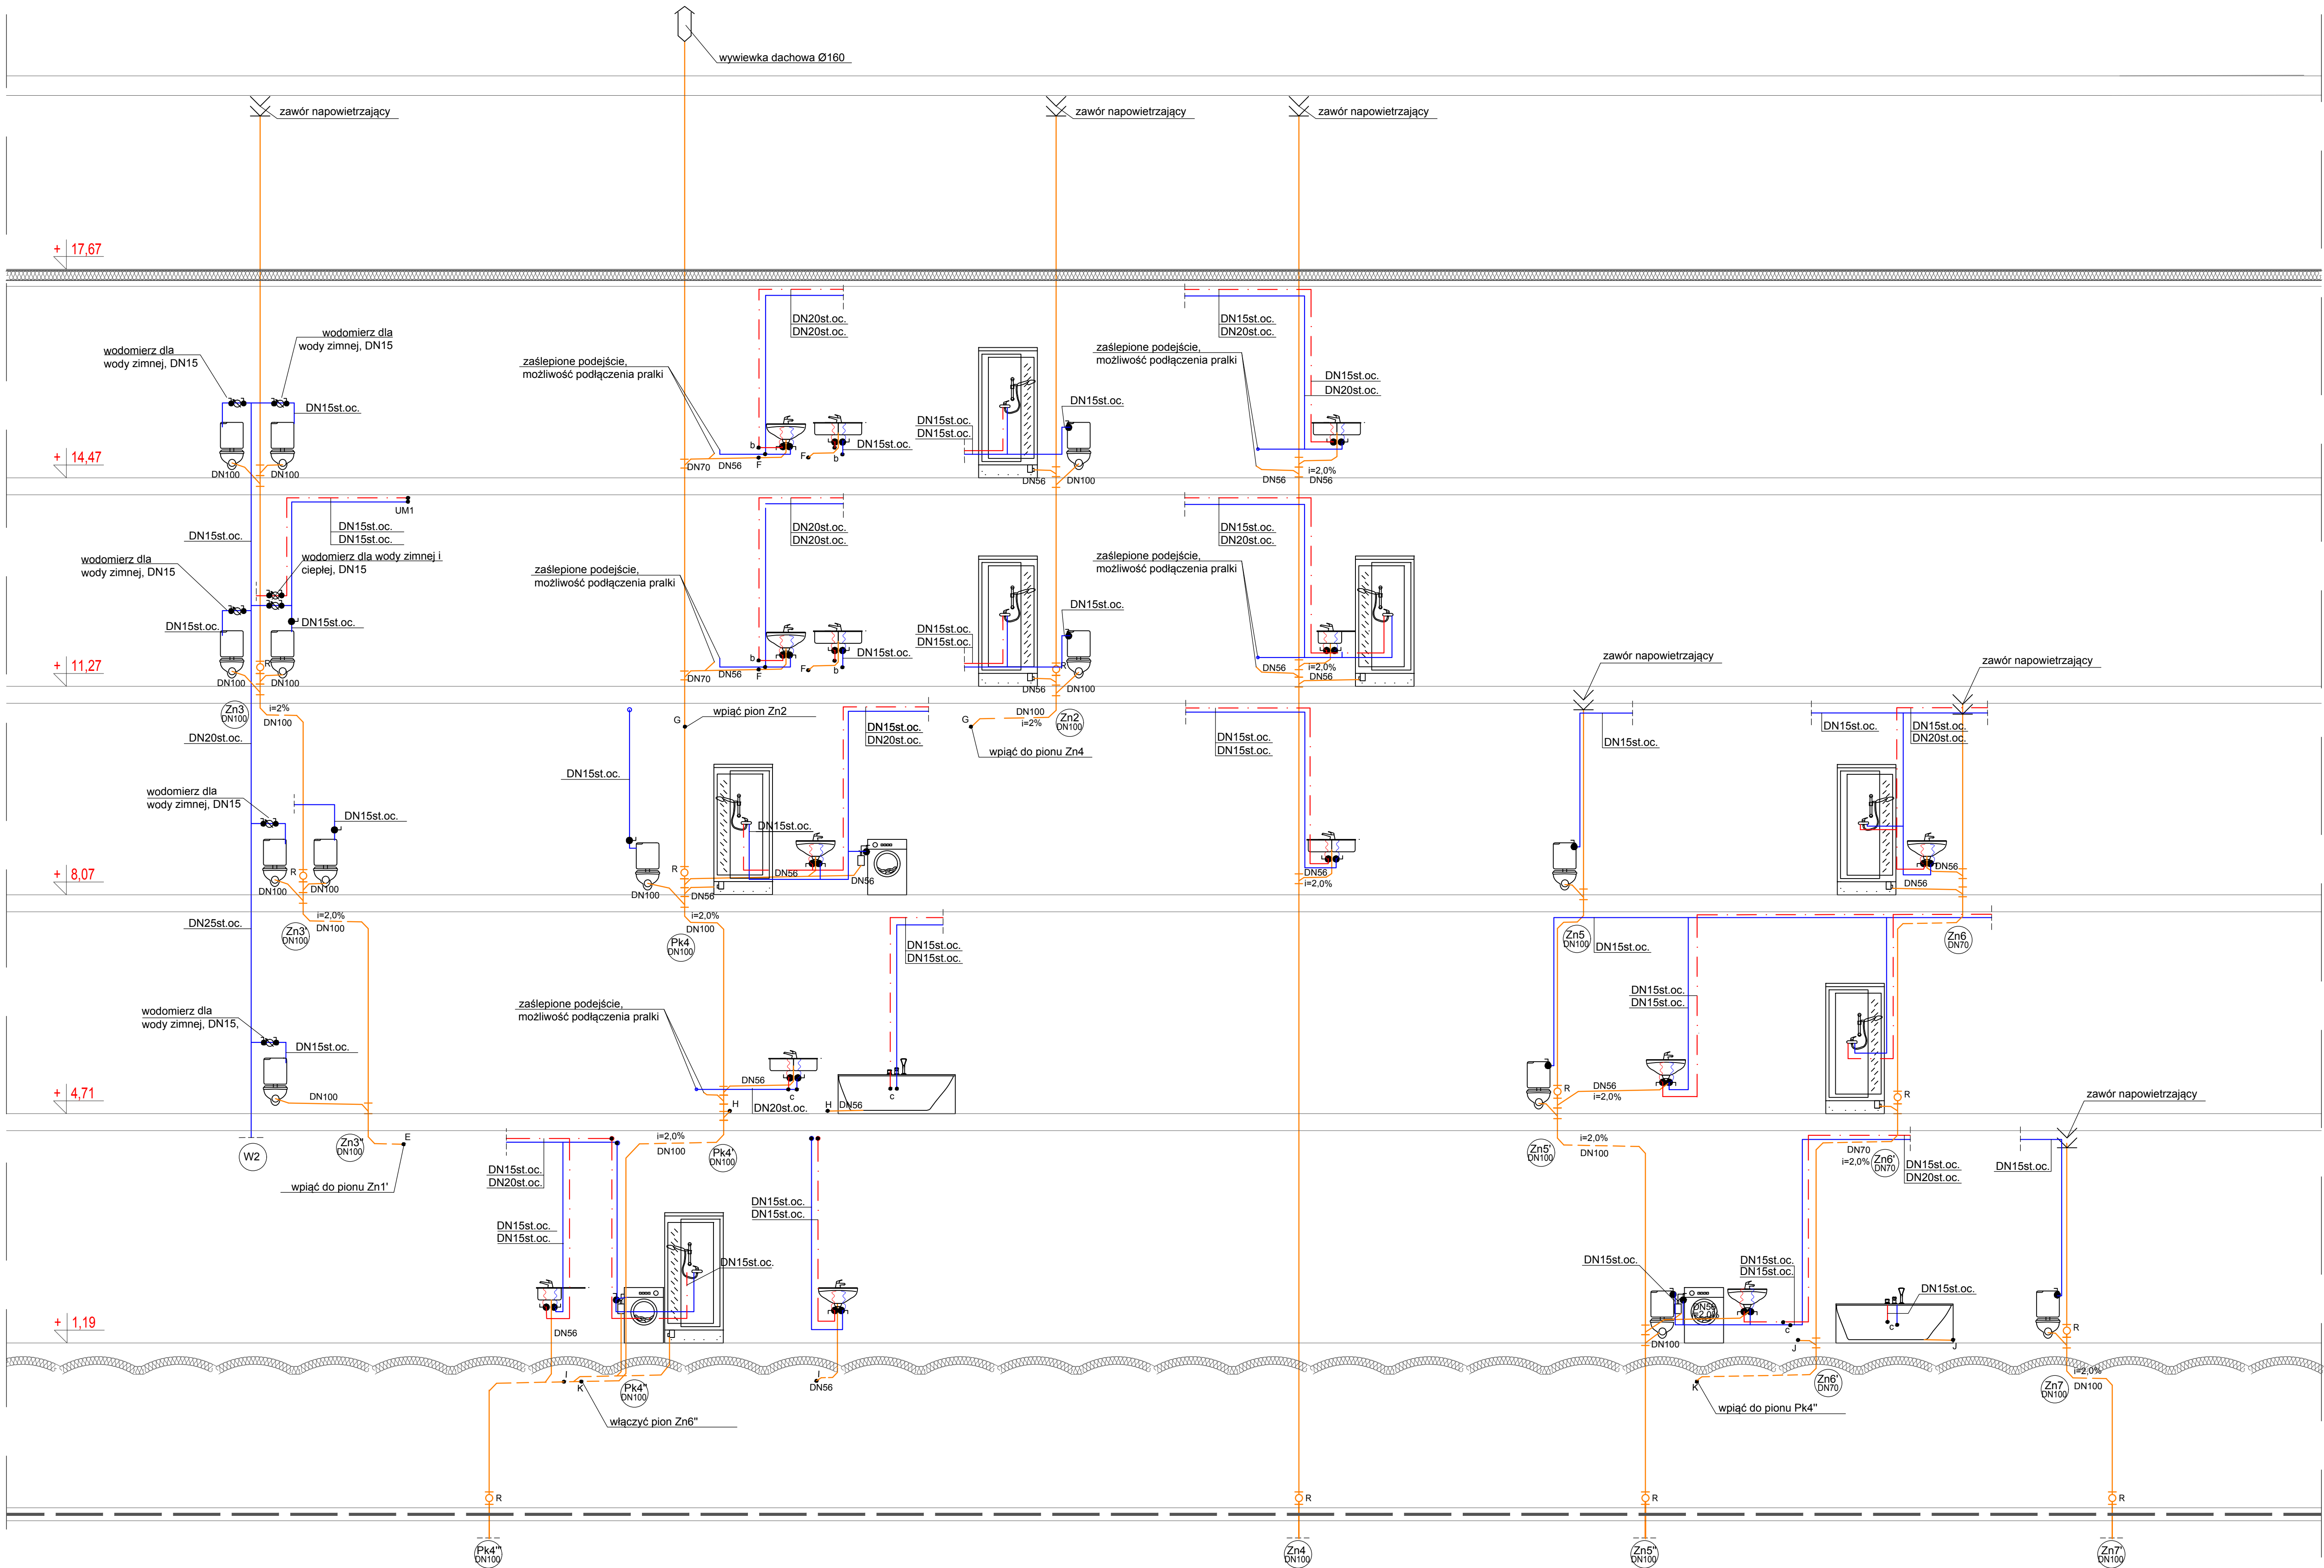 wywiewka dachowa Ø160
zawór napowietrzający
zawór napowietrzający
zawór napowietrzający
+ 17,67
DN20st.oc.
DN20st.oc.
DN15st.oc.
DN20st.oc.
wodomierz dla
wody zimnej, DN15
wodomierz dla
wody zimnej, DN15
zaślepione podejście,
możliwość podłączenia pralki
zaślepione podejście,
możliwość podłączenia pralki
DN15st.oc.
DN20st.oc.
DN15st.oc.
DN15st.oc.
DN15st.oc.
DN15st.oc.
DN15st.oc.
b
F
F
b
+ 14,47
DN100
DN100
DN70
DN56
DN56
DN100
DN56
i=2,0%
DN56
UM1
DN15st.oc.
DN15st.oc.
DN15st.oc.
DN20st.oc.
DN20st.oc.
DN15st.oc.
DN20st.oc.
wodomierz dla
wody zimnej, DN15
wodomierz dla wody zimnej i
ciepłej, DN15
zaślepione podejście,
możliwość podłączenia pralki
zaślepione podejście,
możliwość podłączenia pralki
DN15st.oc.
DN15st.oc.
DN15st.oc.
DN15st.oc.
DN15st.oc.
DN15st.oc.
b
F
F
b
R
R
+ 11,27
DN100
DN100
DN70
DN56
DN56
DN100
DN56
i=2,0%
DN56
zawór napowietrzający
zawór napowietrzający
Zn3
DN100
i=2%
DN100
G
wpiąć pion Zn2
G
DN100
i=2%
Zn2
DN100
wpiąć do pionu Zn4
DN20st.oc.
DN15st.oc.
DN20st.oc.
DN15st.oc.
DN15st.oc.
DN15st.oc.
DN15st.oc.
DN15st.oc.
DN20st.oc.
DN15st.oc.
wodomierz dla
wody zimnej, DN15
DN15st.oc.
DN15st.oc.
R
R
+ 8,07
DN100
DN100
DN100
DN56
DN56
DN56
DN56
i=2,0%
DN56
DN56
DN25st.oc.
Zn3'
DN100
i=2,0%
DN100
Pk4
DN100
i=2,0%
DN100
DN15st.oc.
DN15st.oc.
Zn5
DN100
DN15st.oc.
Zn6
DN70
wodomierz dla
wody zimnej, DN15,
DN15st.oc.
zaślepione podejście,
możliwość podłączenia pralki
DN15st.oc.
DN15st.oc.
+ 4,71
DN100
DN56
c
H
DN20st.oc.
H
DN56
c
R
DN56
i=2,0%
R
zawór napowietrzający
W2
Zn3"
DN100
E
wpiąć do pionu Zn1'
i=2,0%
DN100
Pk4'
DN100
DN15st.oc.
DN20st.oc.
DN15st.oc.
DN15st.oc.
DN15st.oc.
DN15st.oc.
DN15st.oc.
Zn5'
DN100
i=2,0%
DN100
DN70
i=2,0%
Zn6'
DN70
DN15st.oc.
DN20st.oc.
DN15st.oc.
DN15st.oc.
DN15st.oc.
DN15st.oc.
DN15st.oc.
+ 1,19
DN56
DN56
i=2,0%
DN100
c
J
c
J
R
I
K
Pk4"
DN100
włączyć pion Zn6"
I
DN56
K
wpiąć do pionu Pk4"
Zn6'
DN70
Zn7
DN100
i=2,0%
DN100
R
R
R
R
Pk4'''
DN100
Zn4
DN100
Zn5"
DN100
Zn7'
DN100